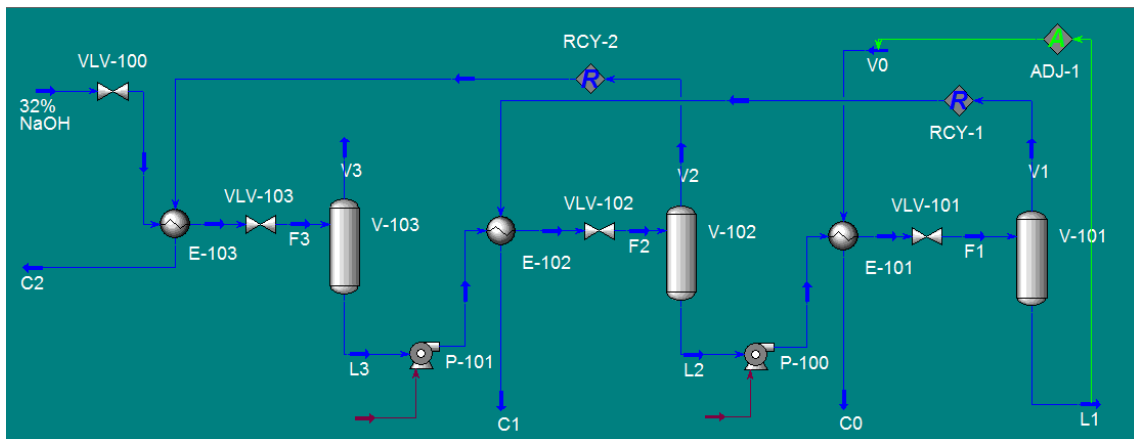 RCY-2
VLV-100
V0
A
ADJ-1
R
R
32%
NaOH
RCY-1
V3
V2
V1
VLV-103
VLV-102
VLV-101
V-103
V-102
V-101
F3
F2
F1
E-103
E-102
E-101
C2
L3
P-101
L2
P-100
C1
C0
L1